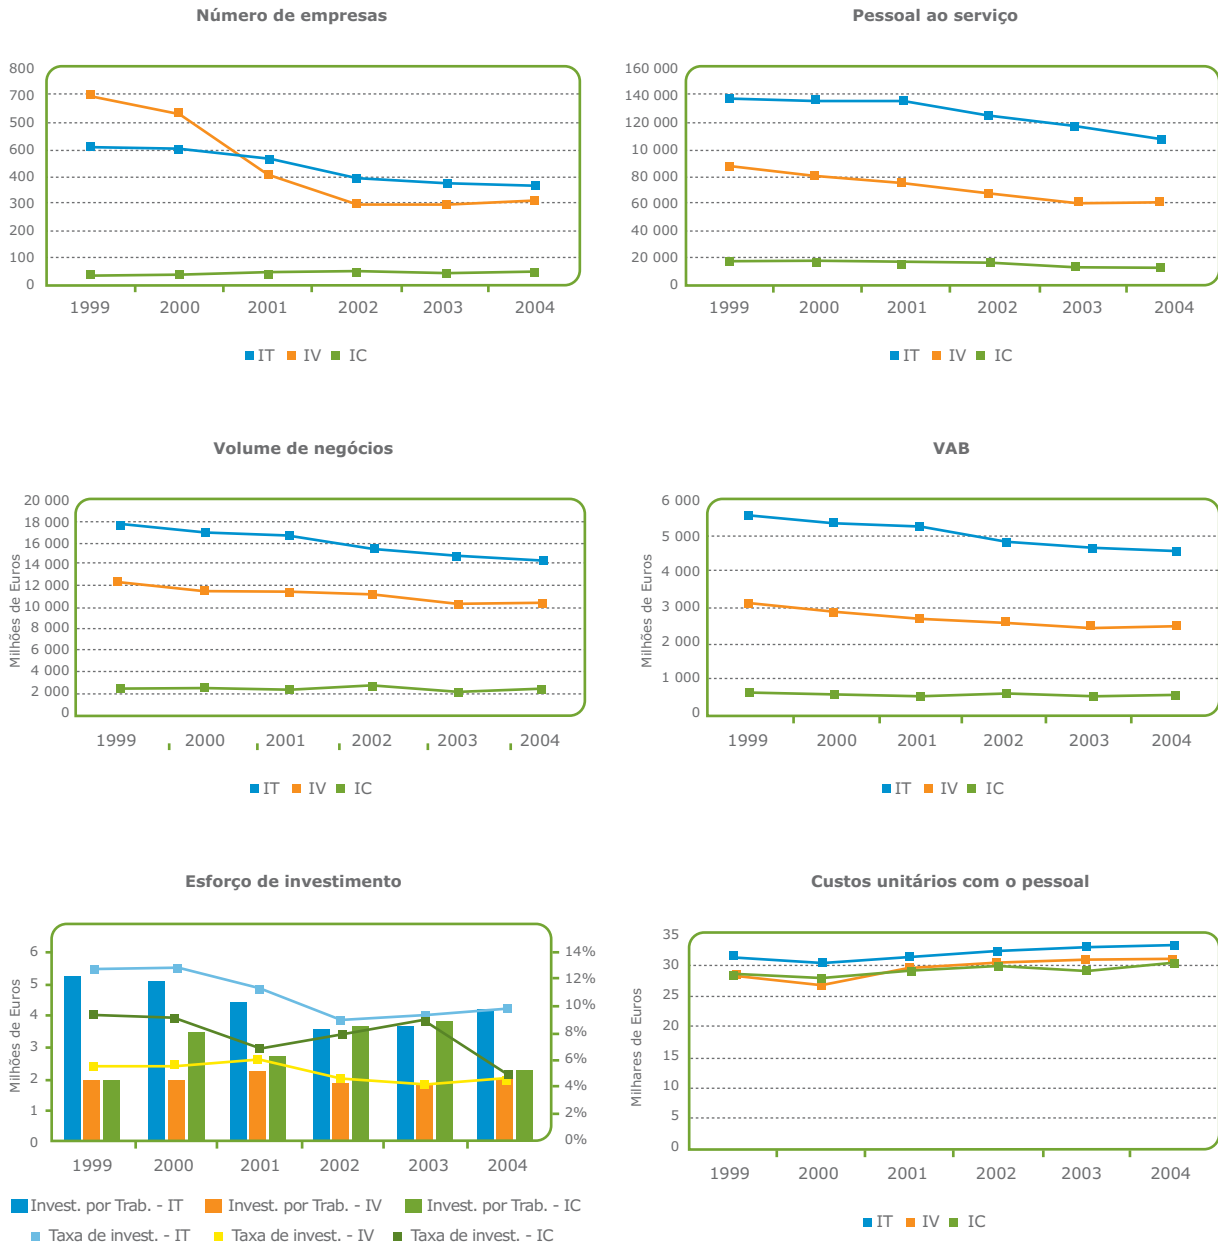 Número de empresas
800
700
500
600
400
300
200
100
0
1999 2000 2001 2002 2003 2004
IT IV IC
Pessoal ao serviço
160 000
140 000
120 000
10 000
80 000
60 000
40 000
20 000
0
1999 2000 2001 2002 2003 2004
IT IV IC
Volume de negócios
Milhões de Euros
20 000
18 000
16 000
14 000
12 000
10 000
8 000
6 000
4 000
2 000
0
1999 2000 2001 2002 2003 2004
IT IV IC
VAB
Milhões de Euros
6 000
5 000
4 000
3 000
2 000
1 000
0
1999 2000 2001 2002 2003 2004
IT IV IC
Esforço de investimento
Milhões de Euros
6
5
4
3
2
1
0
14%
12%
10%
8%
6%
4%
2%
0%
1999 2000 2001 2002 2003 2004
Invest. por Trab. - IT Invest. por Trab. - IV Invest. por Trab. - IC
Taxa de invest. - IT Taxa de invest. - IV Taxa de invest. - IC
Custos unitários com o pessoal
Milhares de Euros
35
30
25
20
15
10
5
0
1999 2000 2001 2002 2003 2004
IT IV IC